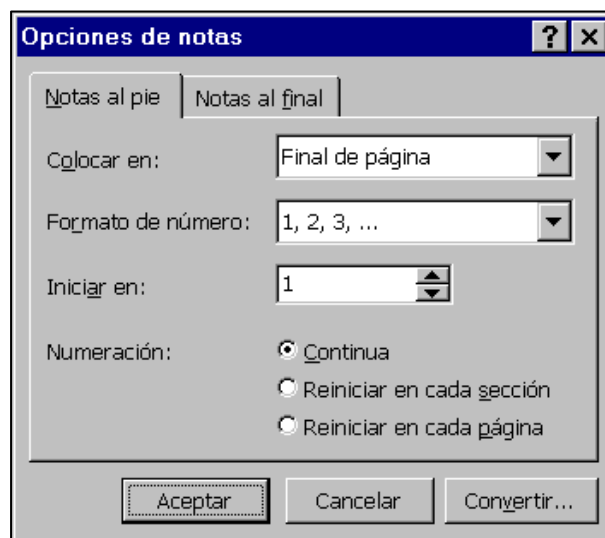 Opciones de notas
Notas al pie
Notas al final
Colocar en: Final de página
Formato de número: 1, 2, 3, ...
Iniciar en: 1
Numeración: Continua
Reiniciar en cada sección
Reiniciar en cada página
Aceptar Cancelar Convertir...